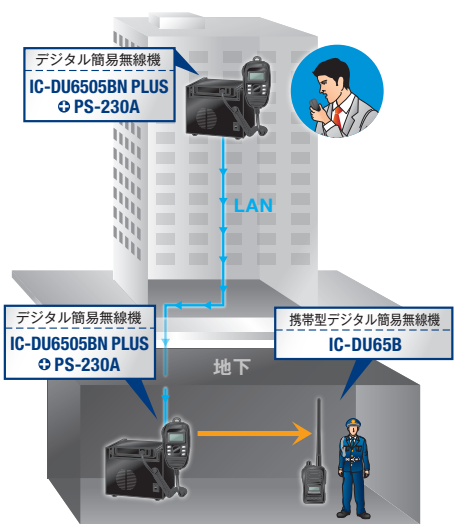 デジタル簡易無線機
IC-DU6505BN PLUS
+ PS-230A
LAN
デジタル簡易無線機
IC-DU6505BN PLUS
+ PS-230A
携帯型デジタル簡易無線機
IC-DU65B
地下